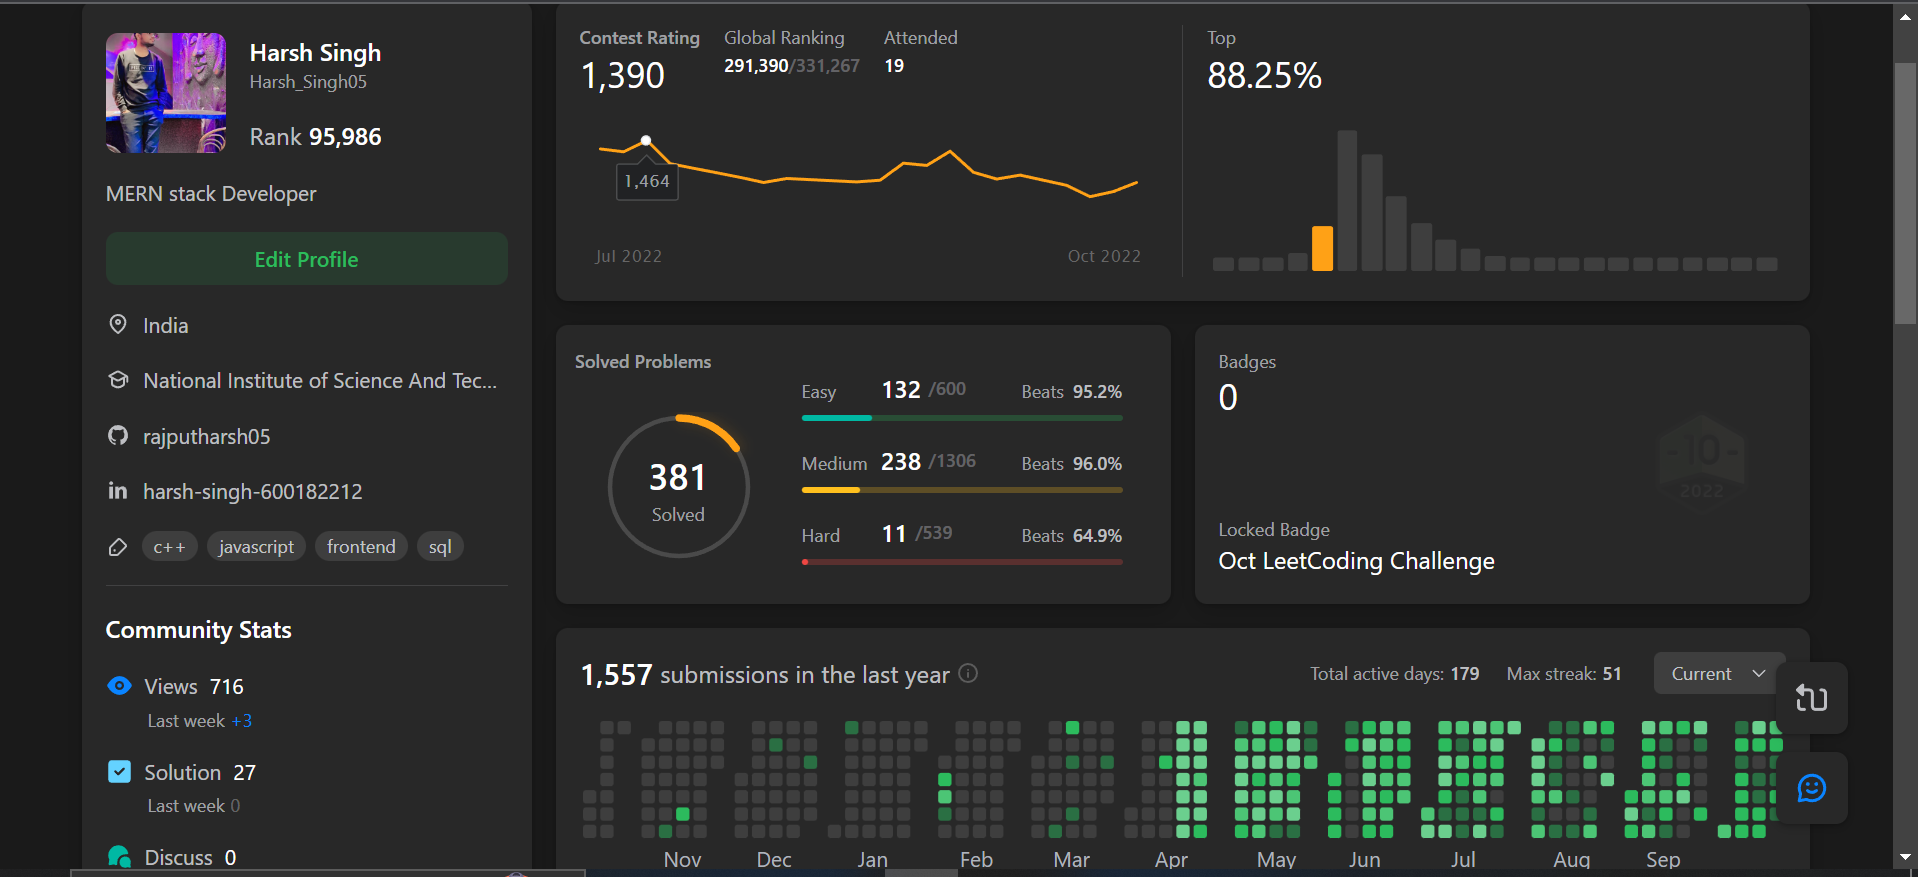 Harsh Singh
Harsh_Singh05
Rank 95,986
MERN stack Developer
Edit Profile
India
National Institute of Science And Tec...
rajputharsh05
harsh-singh-600182212
c++ javascript frontend sql
Community Stats
Views 716
Last week +3
Solution 27
Last week 0
Discuss 0
Contest Rating
1,390
Global Ranking
291,390/331,267
Attended
19
1,464
Jul 2022 Oct 2022
Top
88.25%
Solved Problems
381
Solved
Easy 132 /600 Beats 95.2%
Medium 238 /1306 Beats 96.0%
Hard 11 /539 Beats 64.9%
Badges
0
10
2022
Locked Badge
Oct LeetCoding Challenge
1,557 submissions in the last year
Total active days: 179 Max streak: 51 Current
Nov Dec Jan Feb Mar Apr May Jun Jul Aug Sep